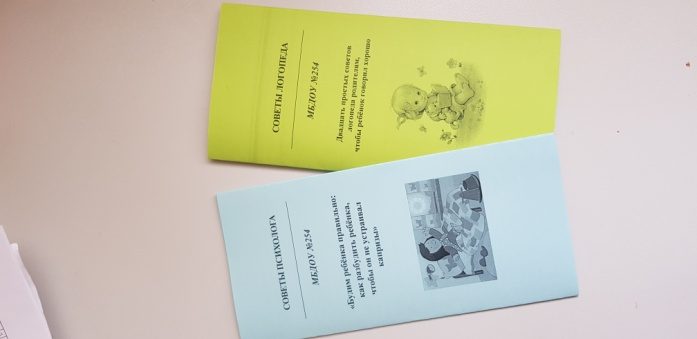 СОВЕТЫ ЛОГОПЕДА
МБДОУ №254
Двадцать простых советов
логопеда родителям,
чтобы ребёнок говорил хорошо
СОВЕТЫ ПСИХОЛОГА
МБДОУ №254
«Будим ребёнка правильно:
как разбудить ребёнка,
чтобы он не устраивал
капризы»